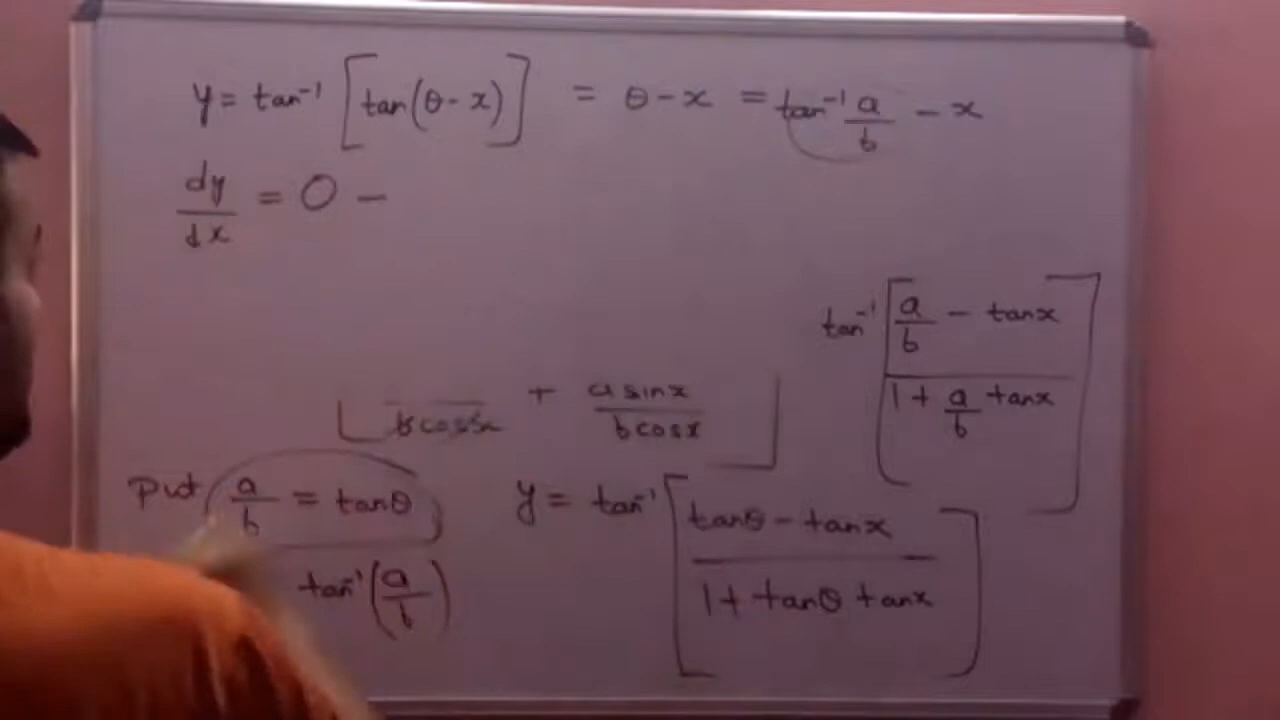 y = tan⁻¹ [tan(θ - x)] = θ - x = tan⁻¹ a/b - x
dy/dx = 0 -
tan⁻¹ [(a/b - tanx) / (1 + a/b tanx)]
bcosx + asinx/bcosx ]
Put a/b = tanθ
tan⁻¹(a/b)
y = tan⁻¹ [(tanθ - tanx) / (1 + tanθ tanx)]